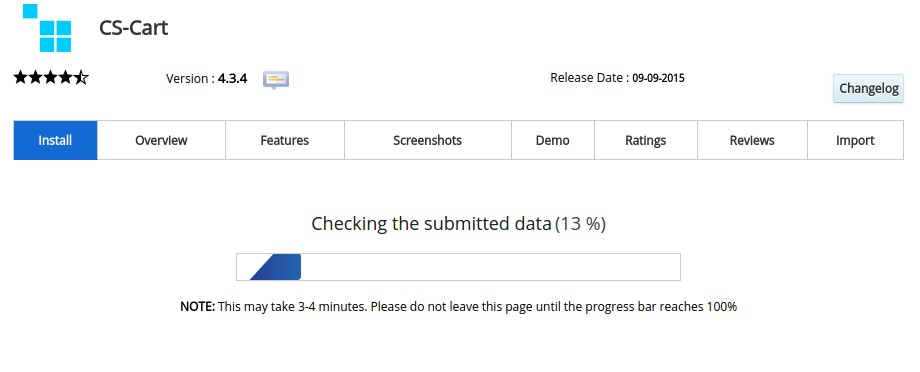 CS-Cart
Version : 4.3.4
Release Date : 09-09-2015
Changelog
Install Overview Features Screenshots Demo Ratings Reviews Import
Checking the submitted data (13 %)
NOTE: This may take 3-4 minutes. Please do not leave this page until the progress bar reaches 100%